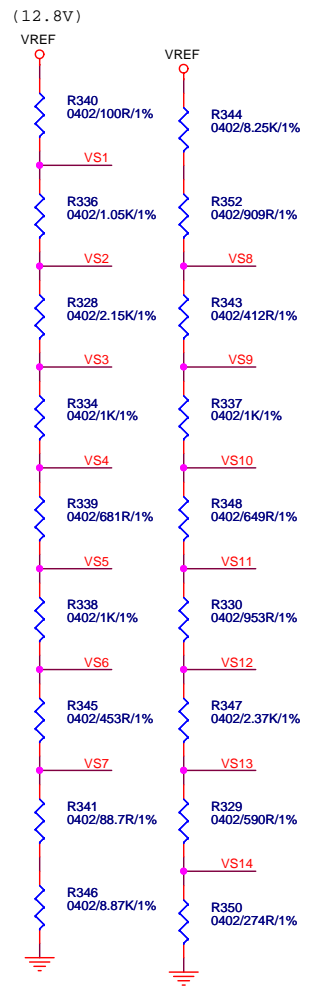 (12.8V)
VREF
R340
0402/100R/1%
VS1
R336
0402/1.05K/1%
VS2
R328
0402/2.15K/1%
VS3
R334
0402/1K/1%
VS4
R339
0402/681R/1%
VS5
R338
0402/1K/1%
VS6
R345
0402/453R/1%
VS7
R341
0402/88.7R/1%
R346
0402/8.87K/1%
VREF
R344
0402/8.25K/1%
R352
0402/909R/1%
VS8
R343
0402/412R/1%
VS9
R337
0402/1K/1%
VS10
R348
0402/649R/1%
VS11
R330
0402/953R/1%
VS12
R347
0402/2.37K/1%
VS13
R329
0402/590R/1%
VS14
R350
0402/274R/1%